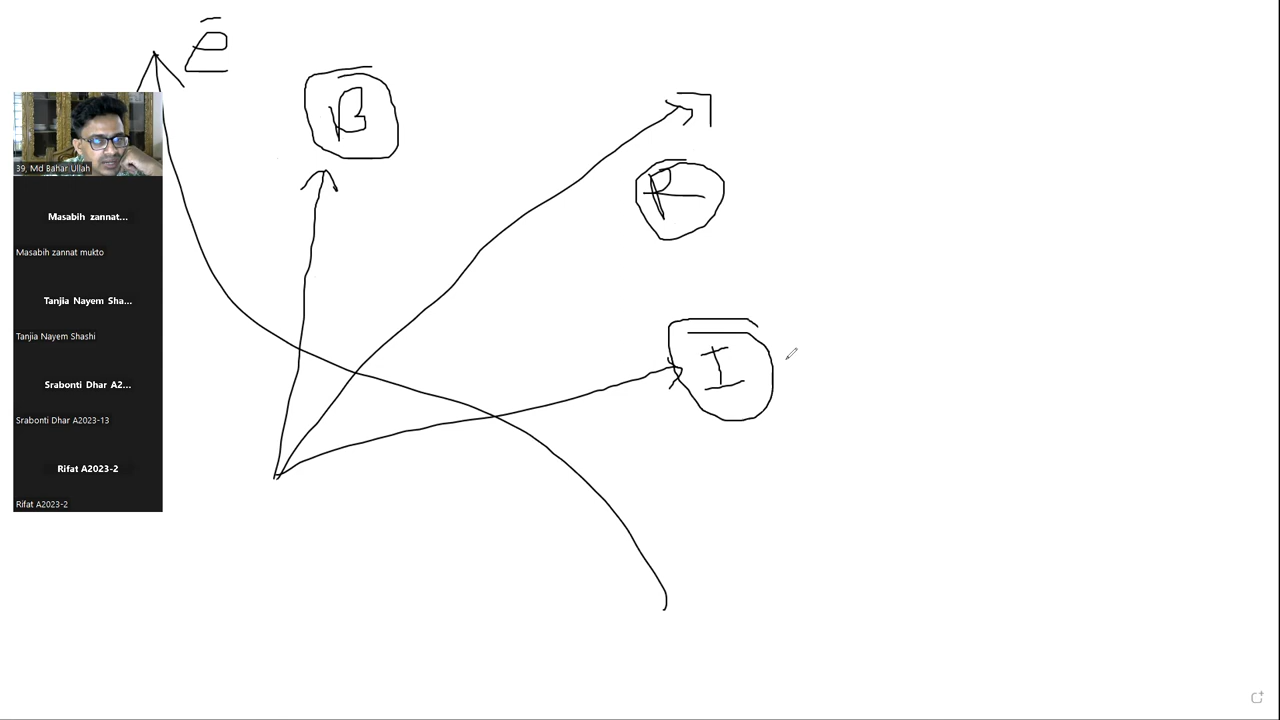 E
B
R
I
39, Md Bahar Ullah
Masabih zannat...
Masabih zannat mukto
Tanjia Nayem Sha...
Tanjia Nayem Shashi
Srabonti Dhar A2...
Srabonti Dhar A2023-13
Rifat A2023-2
Rifat A2023-2